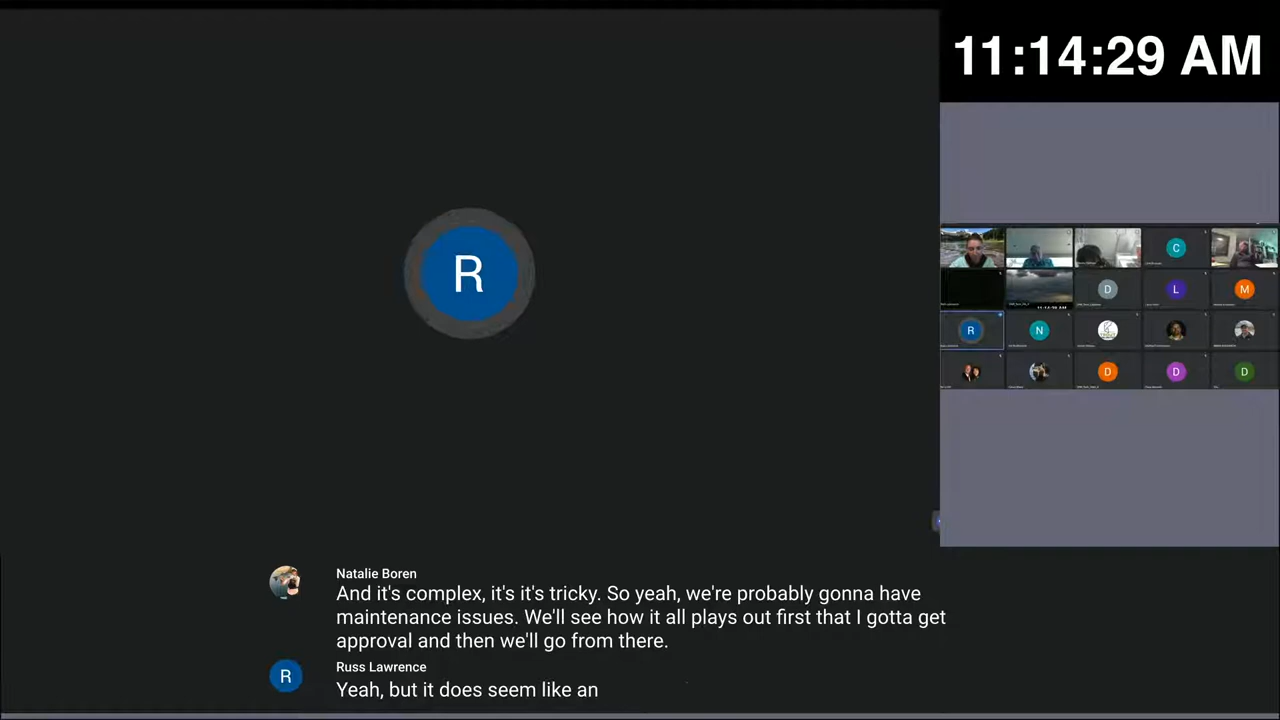 11:14:29 AM
R
C
D
L
M
R
N
D
D
D
Natalie Boren
And it's complex, it's it's tricky. So yeah, we're probably gonna have
maintenance issues. We'll see how it all plays out first that I gotta get
approval and then we'll go from there.
R
Russ Lawrence
Yeah, but it does seem like an